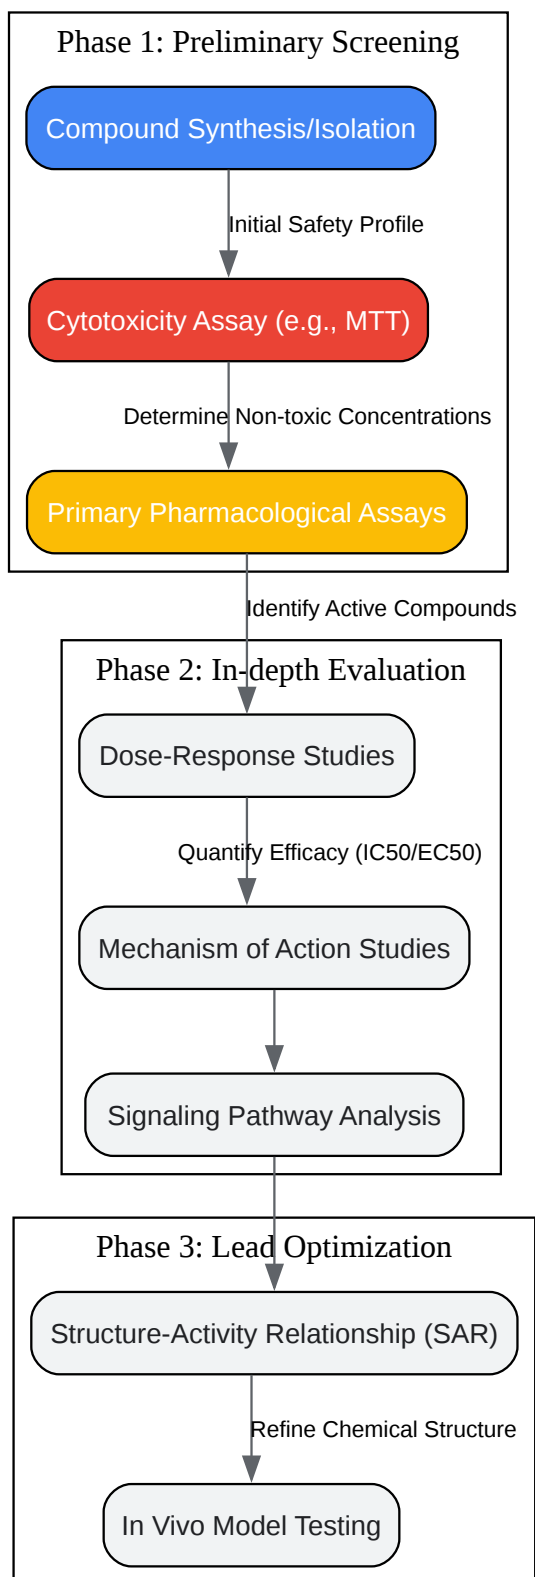 Phase 1: Preliminary Screening
Compound Synthesis/Isolation
Initial Safety Profile
Cytotoxicity Assay (e.g., MTT)
Determine Non-toxic Concentrations
Primary Pharmacological Assays
Identify Active Compounds
Phase 2: In-depth Evaluation
Dose-Response Studies
Quantify Efficacy (IC50/EC50)
Mechanism of Action Studies
Signaling Pathway Analysis
Phase 3: Lead Optimization
Structure-Activity Relationship (SAR)
Refine Chemical Structure
In Vivo Model Testing